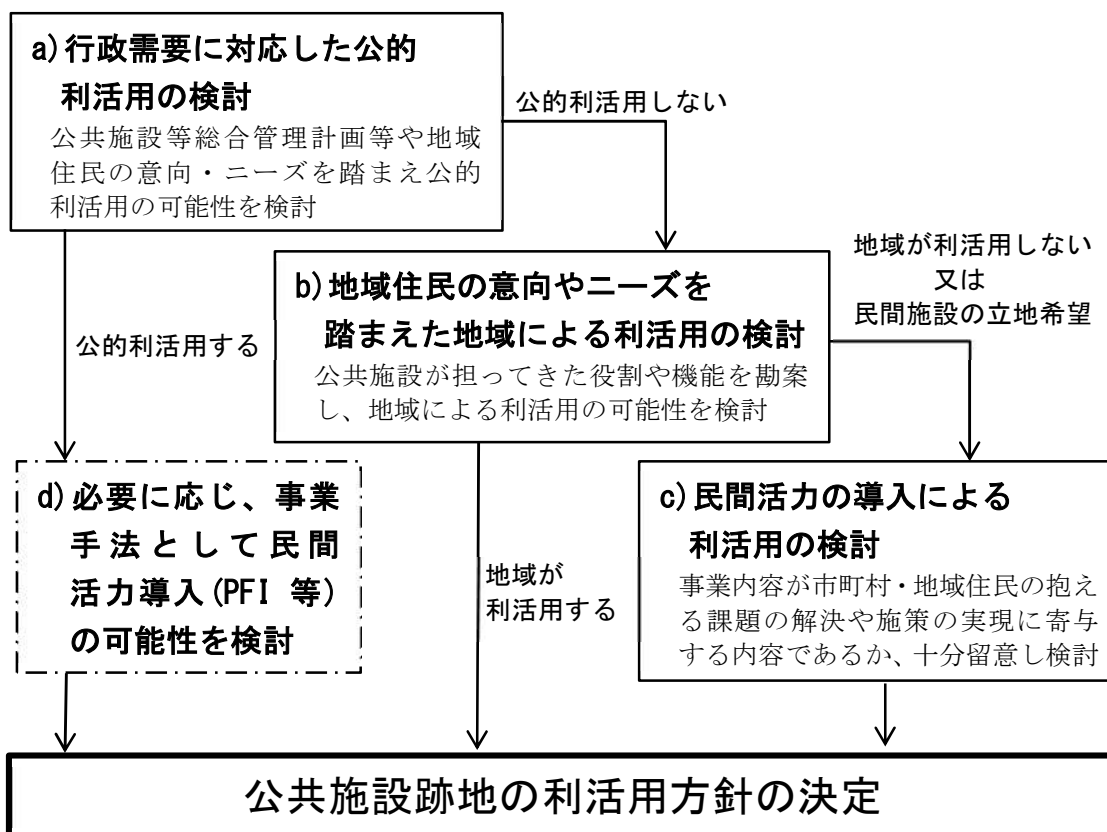 a)行政需要に対応した公的
利活用の検討
公共施設等総合管理計画等や地域
住民の意向・ニーズを踏まえ公的
利活用の可能性を検討
公的利活用しない
公的利活用する
b)地域住民の意向やニーズを
踏まえた地域による利活用の検討
公共施設が担ってきた役割や機能を勘案
し、地域による利活用の可能性を検討
地域が利活用しない
又は
民間施設の立地希望
d)必要に応じ、事業
手法として民間
活力導入(PFI 等)
の可能性を検討
地域が
利活用する
c)民間活力の導入による
利活用の検討
事業内容が市町村・地域住民の抱え
る課題の解決や施策の実現に寄与
する内容であるか、十分留意し検討
公共施設跡地の利活用方針の決定